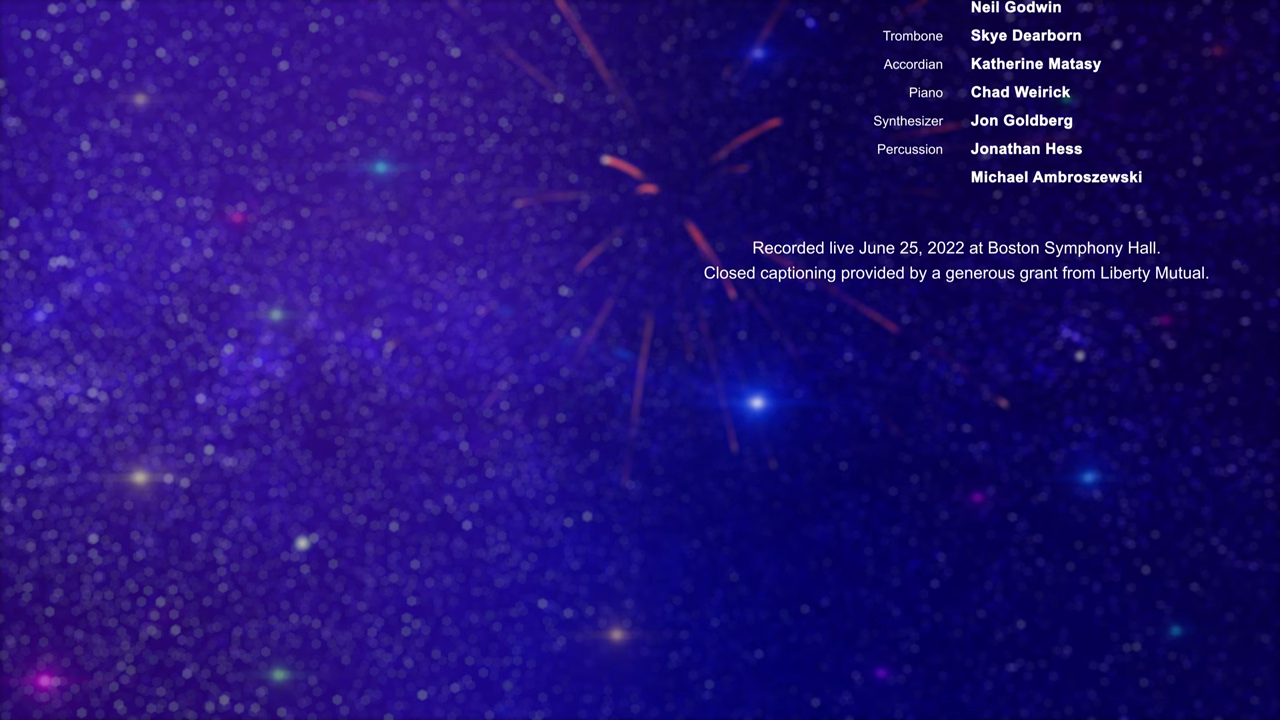 Neil Godwin
Trombone Skye Dearborn
Accordian Katherine Matasy
Piano Chad Weirick
Synthesizer Jon Goldberg
Percussion Jonathan Hess
Michael Ambroszewski
Recorded live June 25, 2022 at Boston Symphony Hall.
Closed captioning provided by a generous grant from Liberty Mutual.